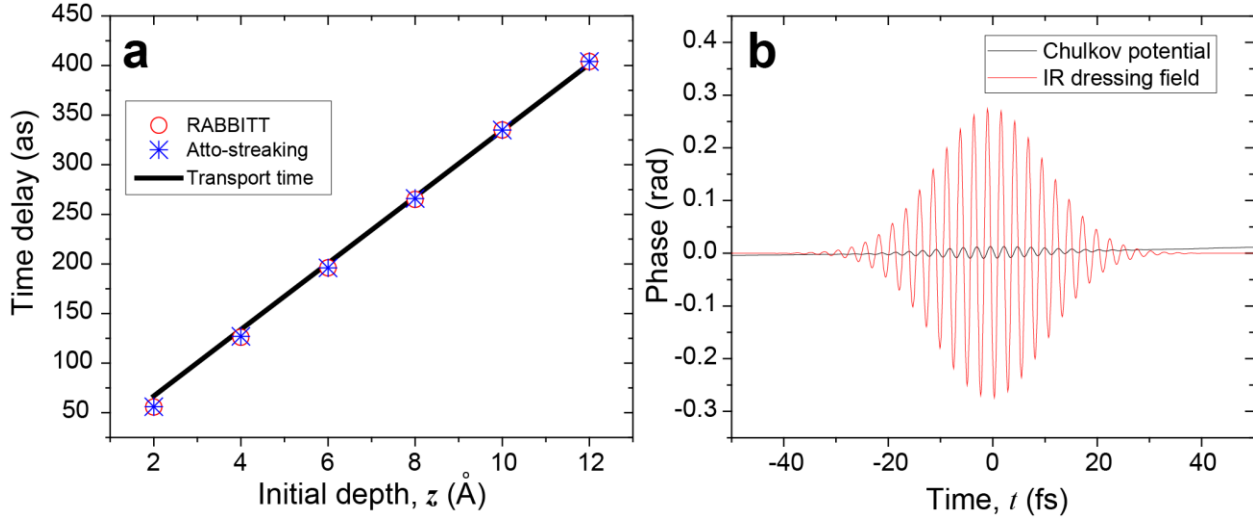 a
450
400
350
300
250
200
150
100
50
Time delay (as)
RABBITT
Atto-streaking
Transport time
2 4 6 8 10 12
Initial depth, z (Å)
b
0.4
0.3
0.2
0.1
0.0
-0.1
-0.2
-0.3
Phase (rad)
Chulkov potential
IR dressing field
-40 -20 0 20 40
Time, t (fs)